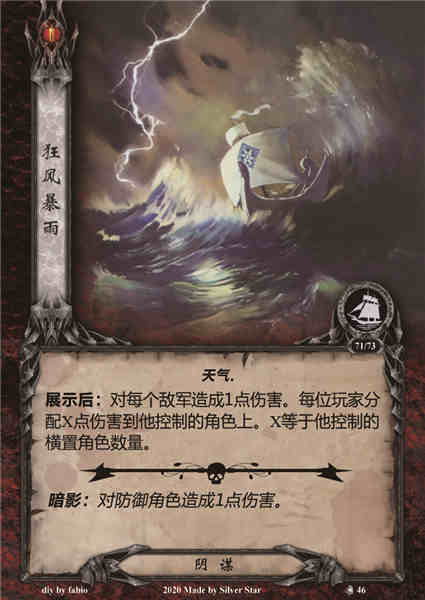 狂风暴雨
71/73
天气.
展示后：对每个敌军造成1点伤害。每位玩家分
配X点伤害到他控制的角色上。X等于他控制的
横置角色数量。
暗影：对防御角色造成1点伤害。
阴谋
diy by fabio
2020 Made by Silver Star
46